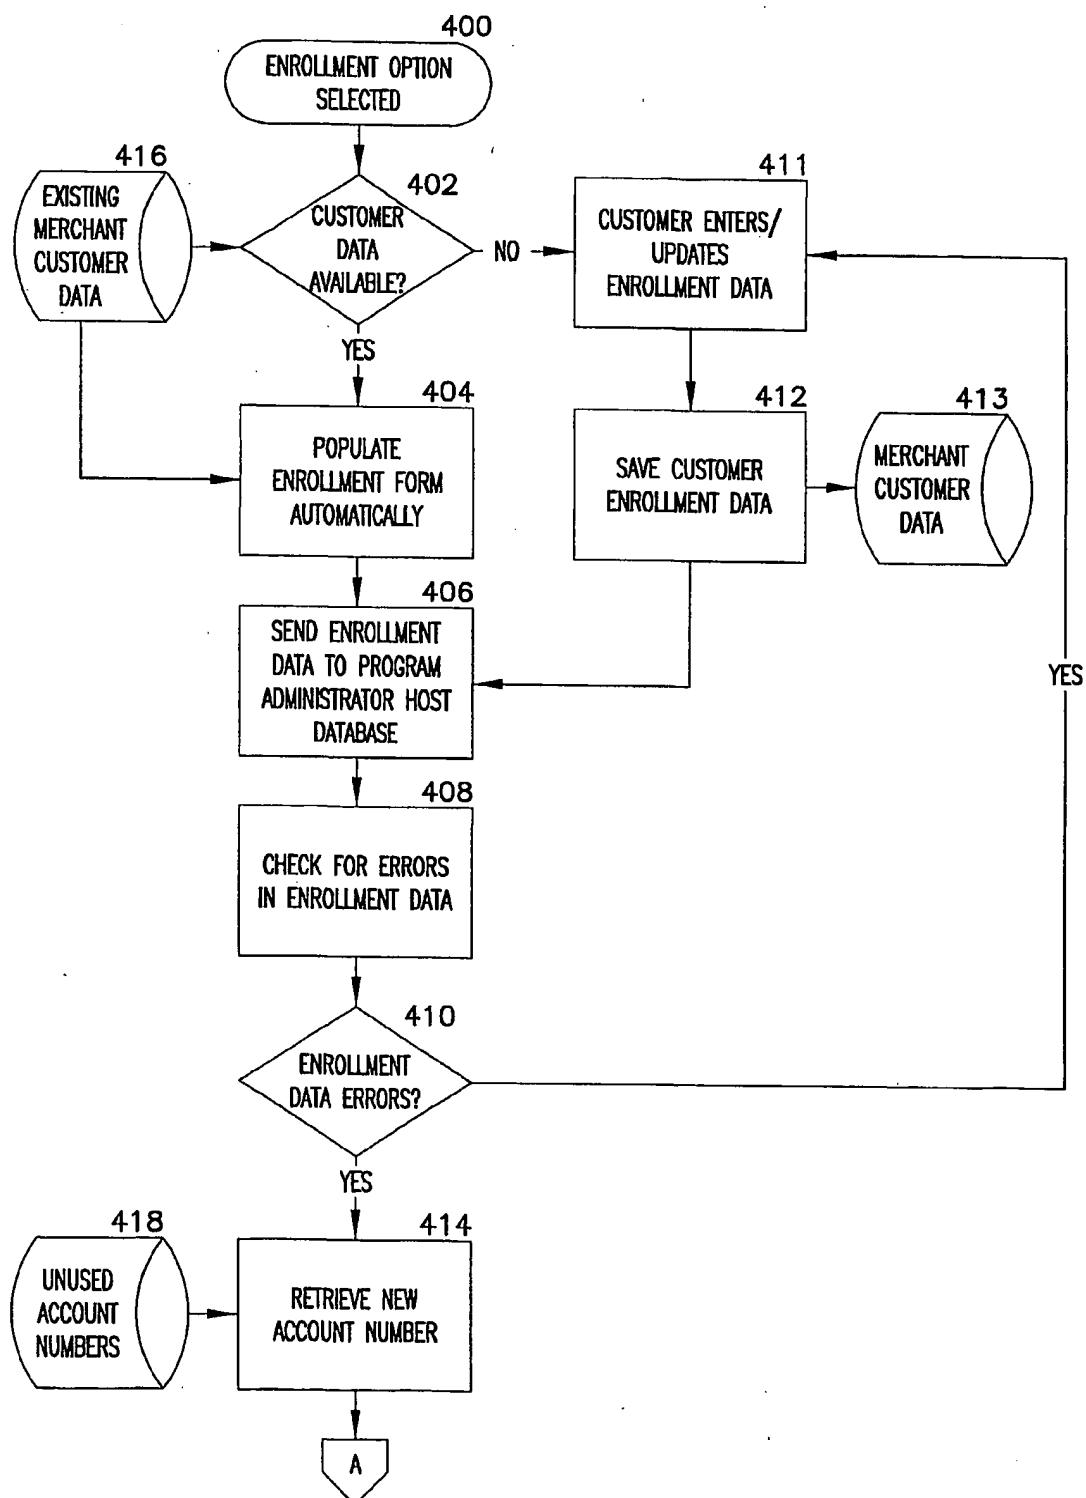 400
ENROLLMENT OPTION
SELECTED
416
EXISTING
MERCHANT
CUSTOMER
DATA
402
CUSTOMER
DATA
AVAILABLE?
NO
411
CUSTOMER ENTERS/
UPDATES
ENROLLMENT DATA
YES
404
POPULATE
ENROLLMENT FORM
AUTOMATICALLY
412
SAVE CUSTOMER
ENROLLMENT DATA
413
MERCHANT
CUSTOMER
DATA
406
SEND ENROLLMENT
DATA TO PROGRAM
ADMINISTRATOR HOST
DATABASE
YES
408
CHECK FOR ERRORS
IN ENROLLMENT DATA
410
ENROLLMENT
DATA ERRORS?
YES
418
UNUSED
ACCOUNT
NUMBERS
414
RETRIEVE NEW
ACCOUNT NUMBER
A